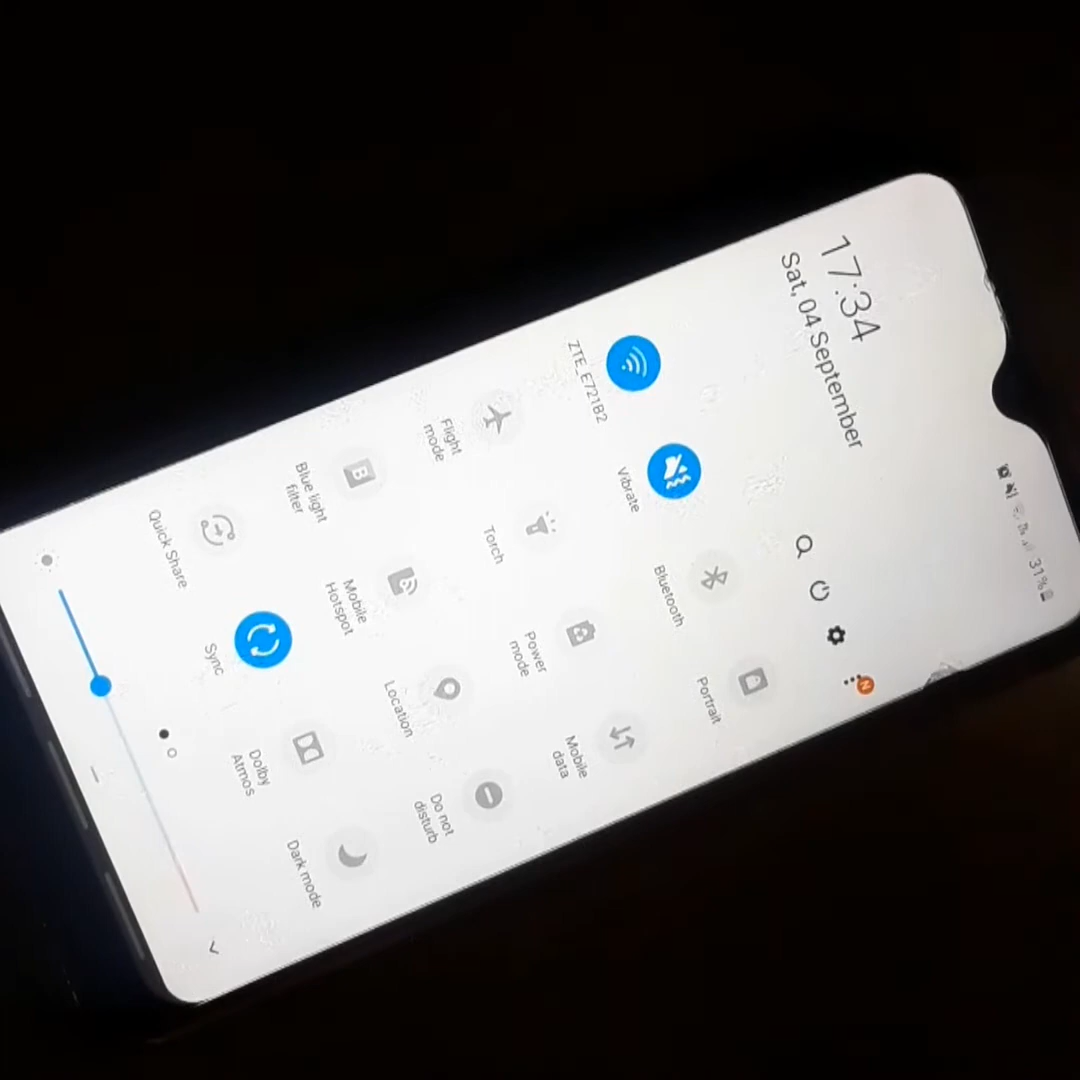 31%
17:34
Sat, 04 September
N
ZTE_E721B2
Vibrate
Bluetooth
Portrait
Flight
mode
Torch
Power
mode
Mobile
data
Blue light
filter
B
Mobile
Hotspot
Location
Do not
disturb
Quick Share
Sync
Dolby
Atmos
Dark mode